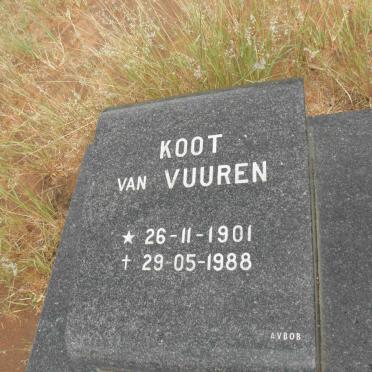 KOOT
VAN VUUREN
★ 26-11-1901
† 29-05-1988
AVBOB